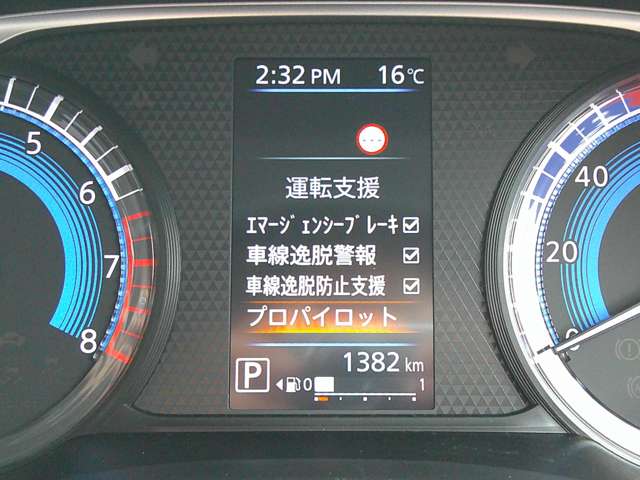 2:32 PM 16℃
---
運転支援
ｴﾏｰｼﾞｪﾝｼｰﾌﾞﾚｰｷ
車線逸脱警報
車線逸脱防止支援
プロパイロット
1382 km
P 0 1
5
6
7
8
40
20
0